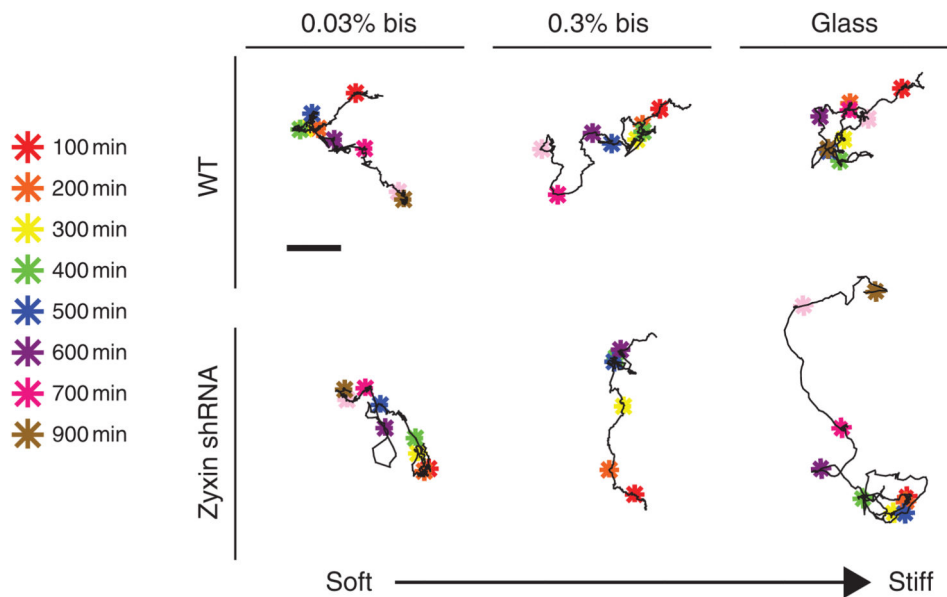 0.03% bis
0.3% bis
Glass
WT
100 min
200 min
300 min
400 min
500 min
600 min
700 min
900 min
Zyxin shRNA
Soft
Stiff